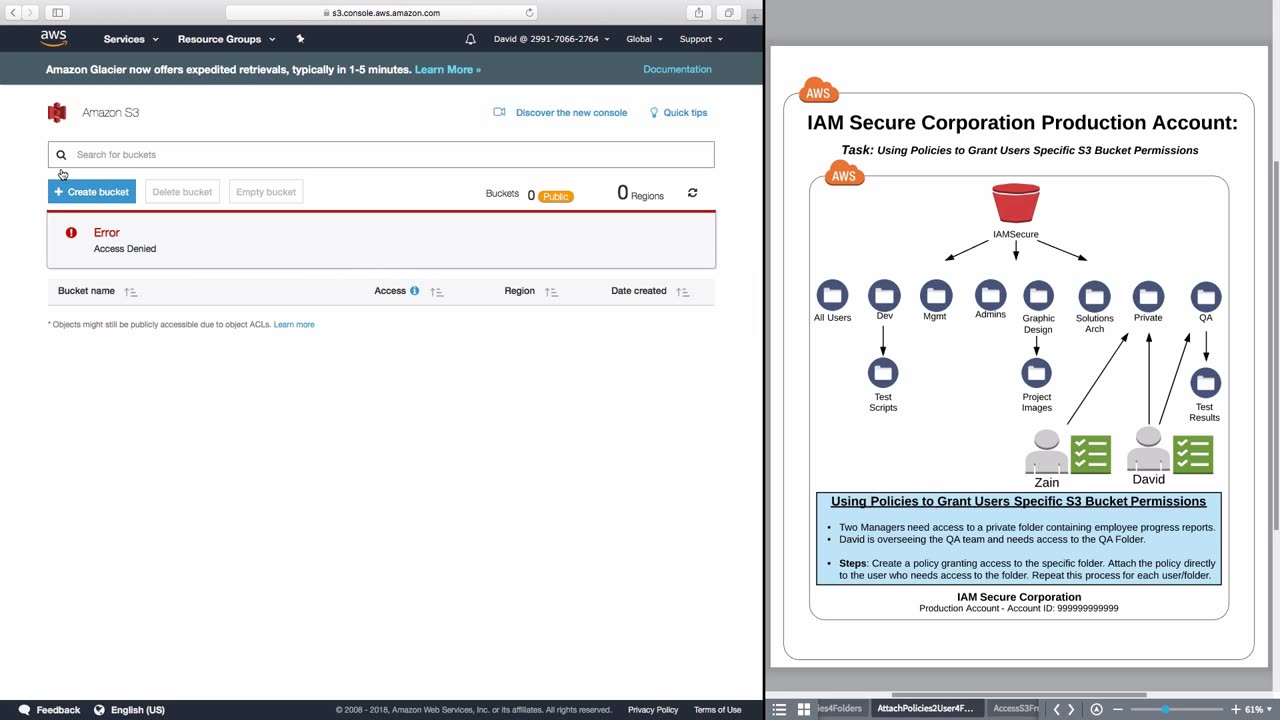 s3.console.aws.amazon.com
aws
Services
Resource Groups
David @ 2991-7066-2764
Global
Support
Amazon Glacier now offers expedited retrievals, typically in 1-5 minutes. Learn More »
Documentation
Amazon S3
Discover the new console
Quick tips
Search for buckets
+ Create bucket
Delete bucket
Empty bucket
Buckets 0 Public
0 Regions
Error
Access Denied
Bucket name
Access
Region
Date created
* Objects might still be publicly accessible due to object ACLs. Learn more
Feedback
English (US)
© 2008 - 2018, Amazon Web Services, Inc. or its affiliates. All rights reserved.
Privacy Policy
Terms of Use
AWS
IAM Secure Corporation Production Account:
Task: Using Policies to Grant Users Specific S3 Bucket Permissions
AWS
IAMSecure
All Users
Dev
Mgmt
Admins
Graphic
Design
Solutions
Arch
Private
QA
Test
Scripts
Project
Images
Test
Results
Zain
David
Using Policies to Grant Users Specific S3 Bucket Permissions
• Two Managers need access to a private folder containing employee progress reports.
• David is overseeing the QA team and needs access to the QA Folder.
• Steps: Create a policy granting access to the specific folder. Attach the policy directly
to the user who needs access to the folder. Repeat this process for each user/folder.
IAM Secure Corporation
Production Account - Account ID: 999999999999
ies4Folders
AttachPolicies2User4F...
AccessS3Fr
61%